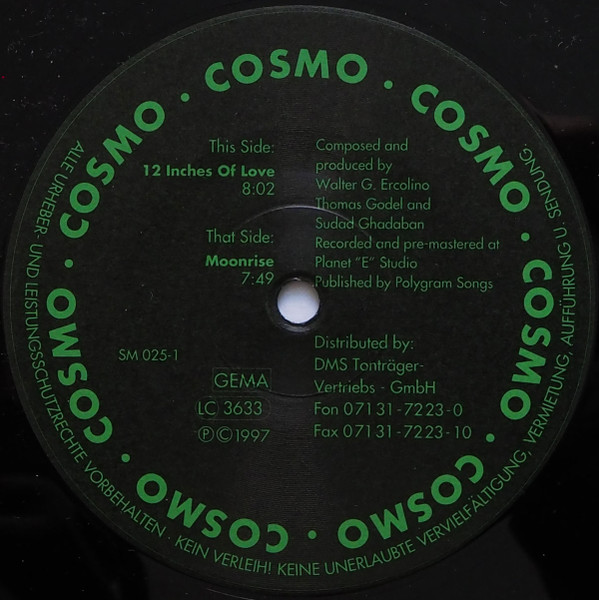 COSMO · COSMO · COSMO · COSMO · COSMO · COSMO · COSMO ·
This Side:
12 Inches Of Love
8:02
That Side:
Moonrise
7:49
Composed and
produced by
Walter G. Ercolino
Thomas Godel and
Sudad Ghadaban
Recorded and pre-mastered at
Planet "E" Studio
Published by Polygram Songs
SM 025-1
GEMA
LC 3633
℗©1997
Distributed by:
DMS Tonträger-
Vertriebs - GmbH
Fon 07131-7223-0
Fax 07131-7223-10
ALLE URHEBER- UND LEISTUNGSSCHUTZRECHTE VORBEHALTEN · KEIN VERLEIH! KEINE UNERLAUBTE VERVIELFÄLTIGUNG, VERMIETUNG, AUFFÜHRUNG U. SENDUNG.